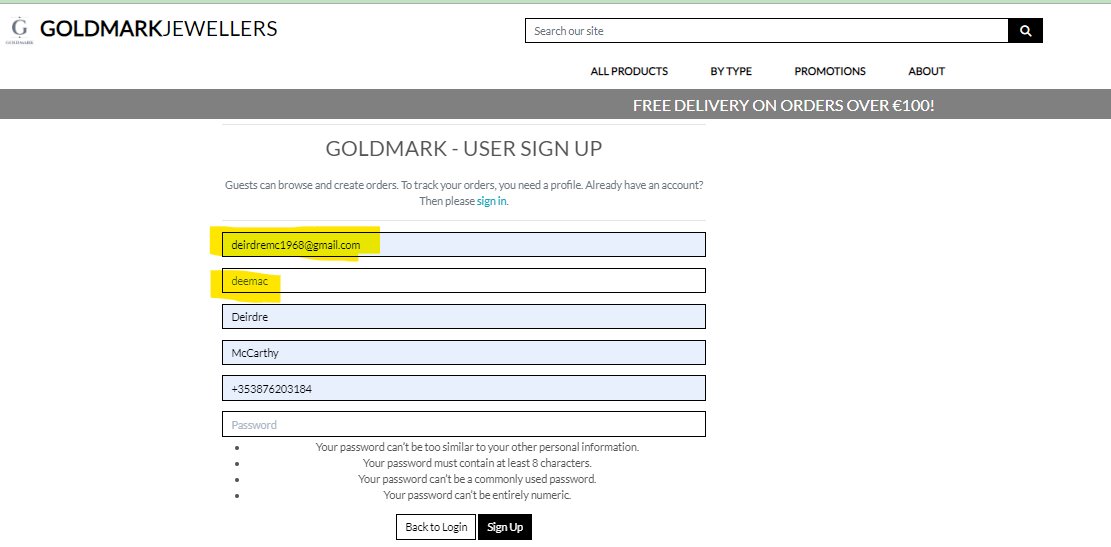 G
GOLDMARK
GOLDMARKJEWELLERS
Search our site
ALL PRODUCTS BY TYPE PROMOTIONS ABOUT
FREE DELIVERY ON ORDERS OVER €100!
GOLDMARK - USER SIGN UP
Guests can browse and create orders. To track your orders, you need a profile. Already have an account?
Then please sign in.
deirdremc1968@gmail.com
deemac
Deirdre
McCarthy
+353876203184
Password
Your password can't be too similar to your other personal information.
Your password must contain at least 8 characters.
Your password can't be a commonly used password.
Your password can't be entirely numeric.
Back to Login Sign Up